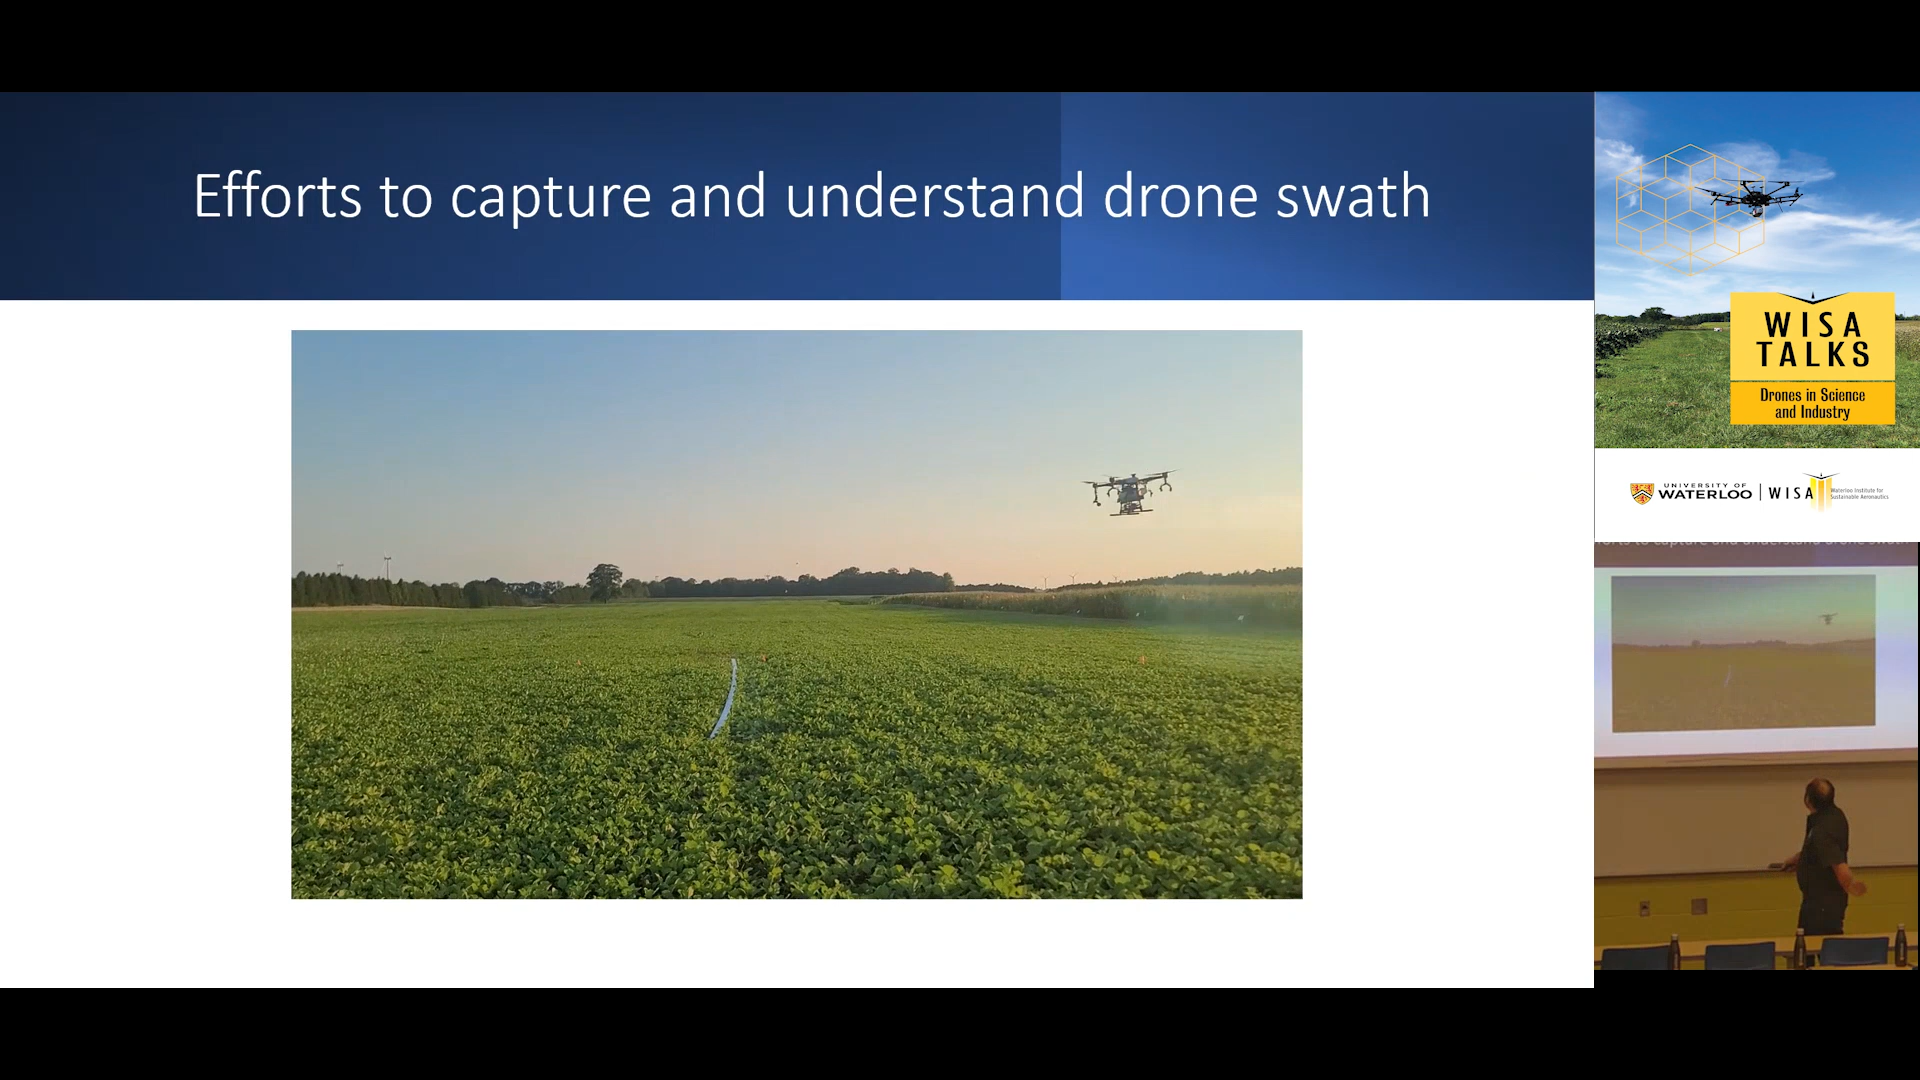 Efforts to capture and understand drone swath
WISA
TALKS
Drones in Science
and Industry
UNIVERSITY OF
WATERLOO
WISA
Waterloo Institute for
Sustainable Aeronautics